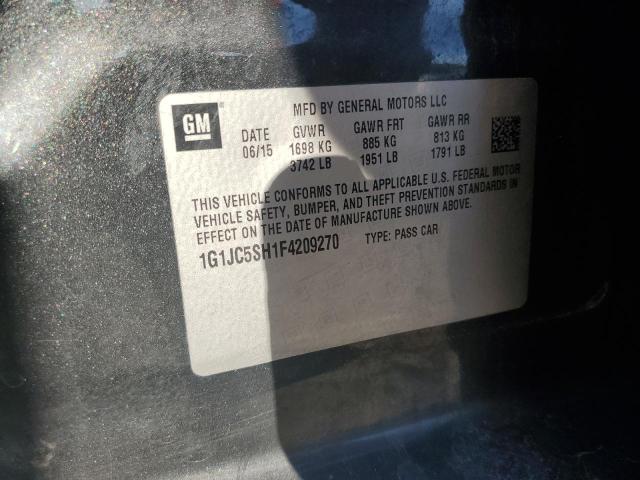 GM
MFD BY GENERAL MOTORS LLC
DATE GVWR GAWR FRT GAWR RR
06/15 1698 KG 885 KG 813 KG
3742 LB 1951 LB 1791 LB
THIS VEHICLE CONFORMS TO ALL APPLICABLE U.S. FEDERAL MOTOR
VEHICLE SAFETY, BUMPER, AND THEFT PREVENTION STANDARDS IN
EFFECT ON THE DATE OF MANUFACTURE SHOWN ABOVE.
1G1JC5SH1F4209270 TYPE: PASS CAR